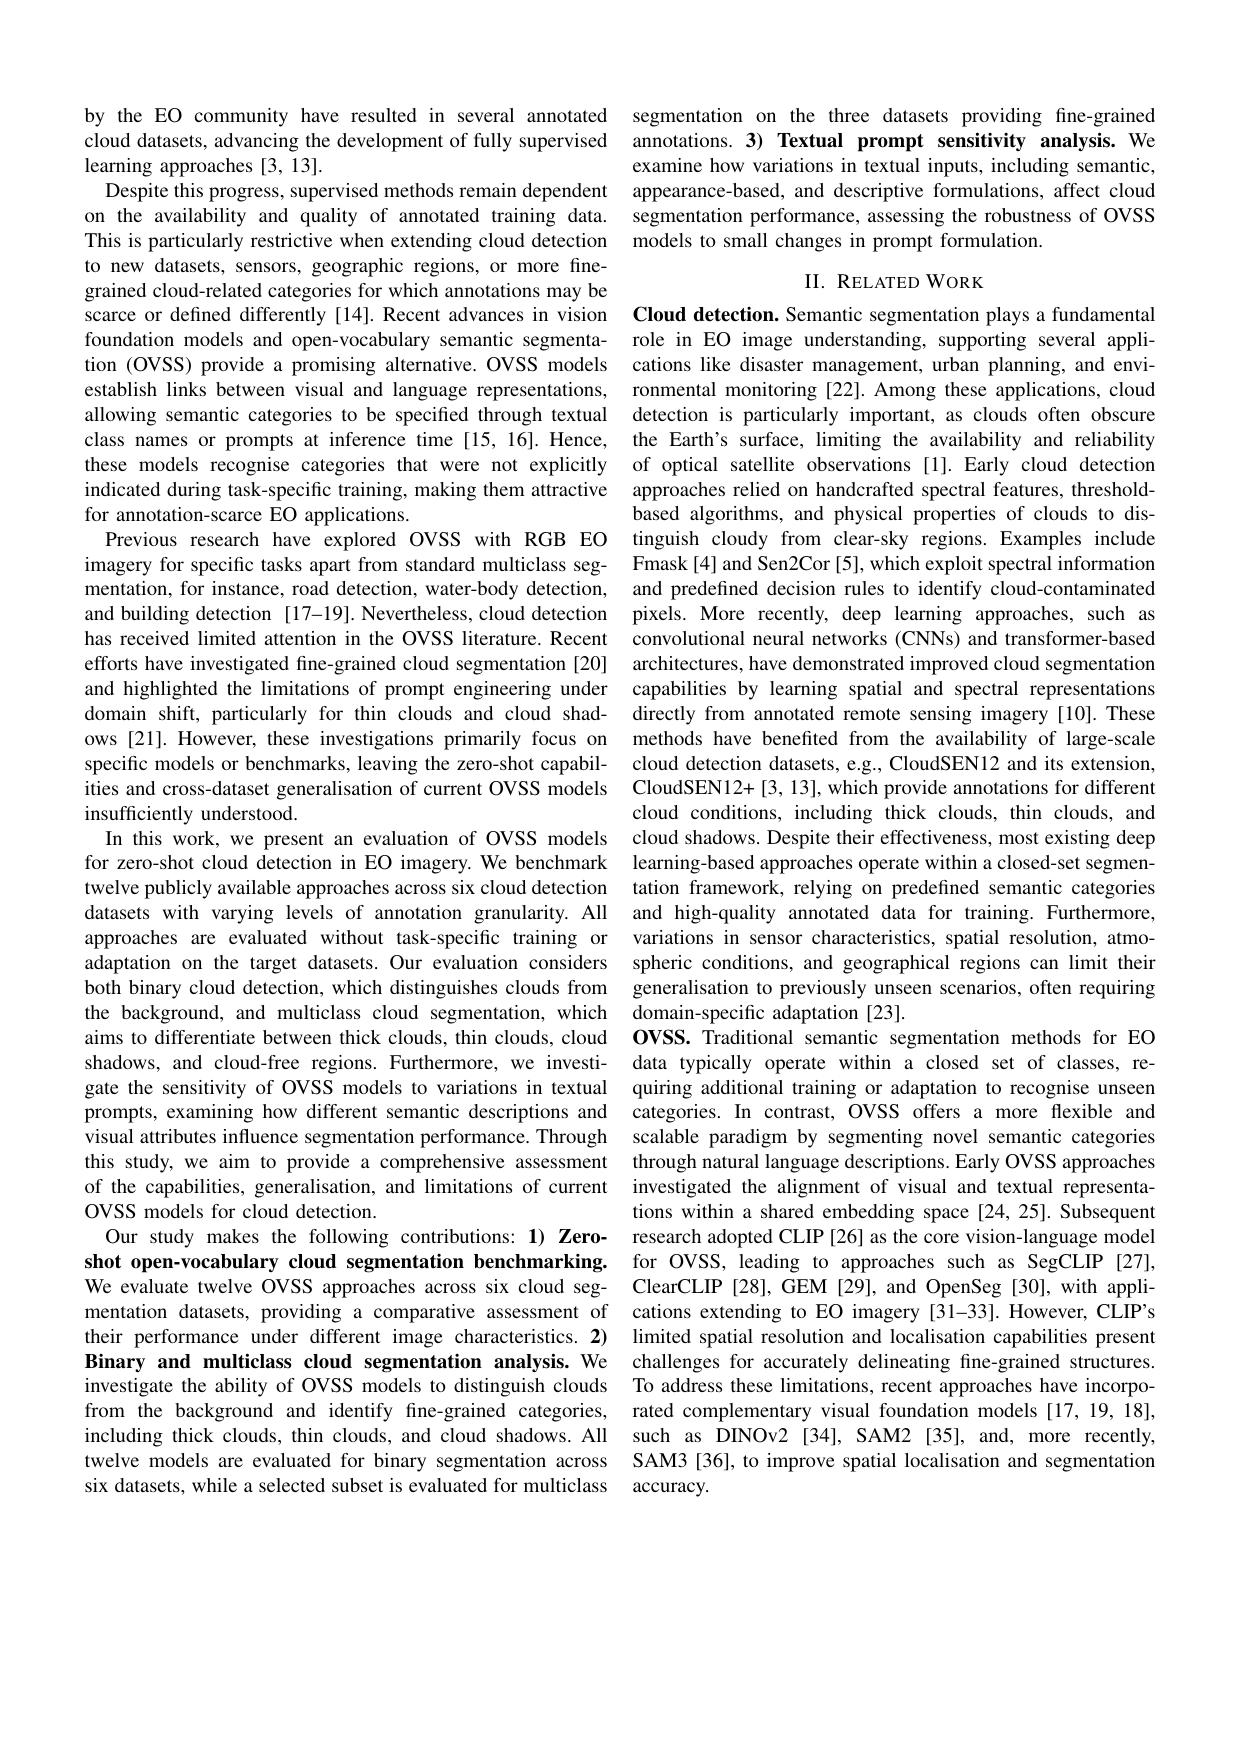 by the EO community have resulted in several annotated
cloud datasets, advancing the development of fully supervised
learning approaches [3, 13].
Despite this progress, supervised methods remain dependent
on the availability and quality of annotated training data.
This is particularly restrictive when extending cloud detection
to new datasets, sensors, geographic regions, or more fine-
grained cloud-related categories for which annotations may be
scarce or defined differently [14]. Recent advances in vision
foundation models and open-vocabulary semantic segmenta-
tion (OVSS) provide a promising alternative. OVSS models
establish links between visual and language representations,
allowing semantic categories to be specified through textual
class names or prompts at inference time [15, 16]. Hence,
these models recognise categories that were not explicitly
indicated during task-specific training, making them attractive
for annotation-scarce EO applications.
Previous research have explored OVSS with RGB EO
imagery for specific tasks apart from standard multiclass seg-
mentation, for instance, road detection, water-body detection,
and building detection [17–19]. Nevertheless, cloud detection
has received limited attention in the OVSS literature. Recent
efforts have investigated fine-grained cloud segmentation [20]
and highlighted the limitations of prompt engineering under
domain shift, particularly for thin clouds and cloud shad-
ows [21]. However, these investigations primarily focus on
specific models or benchmarks, leaving the zero-shot capabil-
ities and cross-dataset generalisation of current OVSS models
insufficiently understood.
In this work, we present an evaluation of OVSS models
for zero-shot cloud detection in EO imagery. We benchmark
twelve publicly available approaches across six cloud detection
datasets with varying levels of annotation granularity. All
approaches are evaluated without task-specific training or
adaptation on the target datasets. Our evaluation considers
both binary cloud detection, which distinguishes clouds from
the background, and multiclass cloud segmentation, which
aims to differentiate between thick clouds, thin clouds, cloud
shadows, and cloud-free regions. Furthermore, we investi-
gate the sensitivity of OVSS models to variations in textual
prompts, examining how different semantic descriptions and
visual attributes influence segmentation performance. Through
this study, we aim to provide a comprehensive assessment
of the capabilities, generalisation, and limitations of current
OVSS models for cloud detection.
Our study makes the following contributions: 1) Zero-
shot open-vocabulary cloud segmentation benchmarking.
We evaluate twelve OVSS approaches across six cloud seg-
mentation datasets, providing a comparative assessment of
their performance under different image characteristics. 2)
Binary and multiclass cloud segmentation analysis. We
investigate the ability of OVSS models to distinguish clouds
from the background and identify fine-grained categories,
including thick clouds, thin clouds, and cloud shadows. All
twelve models are evaluated for binary segmentation across
six datasets, while a selected subset is evaluated for multiclass
segmentation on the three datasets providing fine-grained
annotations. 3) Textual prompt sensitivity analysis. We
examine how variations in textual inputs, including semantic,
appearance-based, and descriptive formulations, affect cloud
segmentation performance, assessing the robustness of OVSS
models to small changes in prompt formulation.
II. RELATED WORK
Cloud detection. Semantic segmentation plays a fundamental
role in EO image understanding, supporting several appli-
cations like disaster management, urban planning, and envi-
ronmental monitoring [22]. Among these applications, cloud
detection is particularly important, as clouds often obscure
the Earth's surface, limiting the availability and reliability
of optical satellite observations [1]. Early cloud detection
approaches relied on handcrafted spectral features, threshold-
based algorithms, and physical properties of clouds to dis-
tinguish cloudy from clear-sky regions. Examples include
Fmask [4] and Sen2Cor [5], which exploit spectral information
and predefined decision rules to identify cloud-contaminated
pixels. More recently, deep learning approaches, such as
convolutional neural networks (CNNs) and transformer-based
architectures, have demonstrated improved cloud segmentation
capabilities by learning spatial and spectral representations
directly from annotated remote sensing imagery [10]. These
methods have benefited from the availability of large-scale
cloud detection datasets, e.g., CloudSEN12 and its extension,
CloudSEN12+ [3, 13], which provide annotations for different
cloud conditions, including thick clouds, thin clouds, and
cloud shadows. Despite their effectiveness, most existing deep
learning-based approaches operate within a closed-set segmen-
tation framework, relying on predefined semantic categories
and high-quality annotated data for training. Furthermore,
variations in sensor characteristics, spatial resolution, atmo-
spheric conditions, and geographical regions can limit their
generalisation to previously unseen scenarios, often requiring
domain-specific adaptation [23].
OVSS. Traditional semantic segmentation methods for EO
data typically operate within a closed set of classes, re-
quiring additional training or adaptation to recognise unseen
categories. In contrast, OVSS offers a more flexible and
scalable paradigm by segmenting novel semantic categories
through natural language descriptions. Early OVSS approaches
investigated the alignment of visual and textual representa-
tions within a shared embedding space [24, 25]. Subsequent
research adopted CLIP [26] as the core vision-language model
for OVSS, leading to approaches such as SegCLIP [27],
ClearCLIP [28], GEM [29], and OpenSeg [30], with appli-
cations extending to EO imagery [31–33]. However, CLIP's
limited spatial resolution and localisation capabilities present
challenges for accurately delineating fine-grained structures.
To address these limitations, recent approaches have incorpo-
rated complementary visual foundation models [17, 19, 18],
such as DINOv2 [34], SAM2 [35], and, more recently,
SAM3 [36], to improve spatial localisation and segmentation
accuracy.